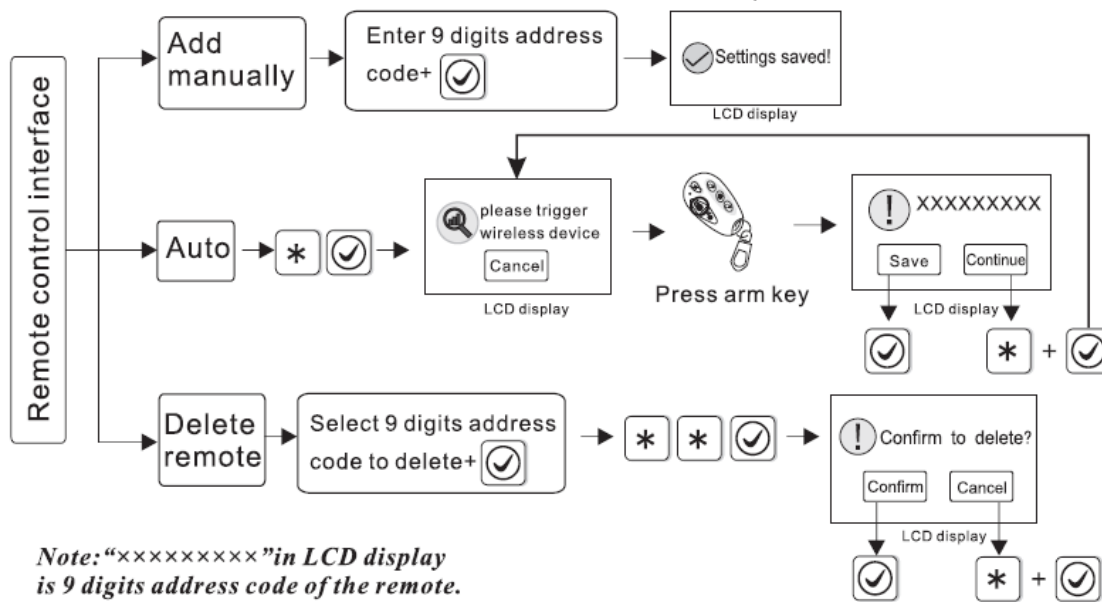 Remote control interface
Add
manually
Enter 9 digits address
code+
Settings saved!
LCD display
Auto
*
please trigger
wireless device
Cancel
LCD display
Press arm key
! XXXXXXXXX
Save Continue
LCD display
* +
Delete
remote
Select 9 digits address
code to delete+
* *
! Confirm to delete?
Confirm Cancel
LCD display
* +
Note:“×××××××××”in LCD display
is 9 digits address code of the remote.